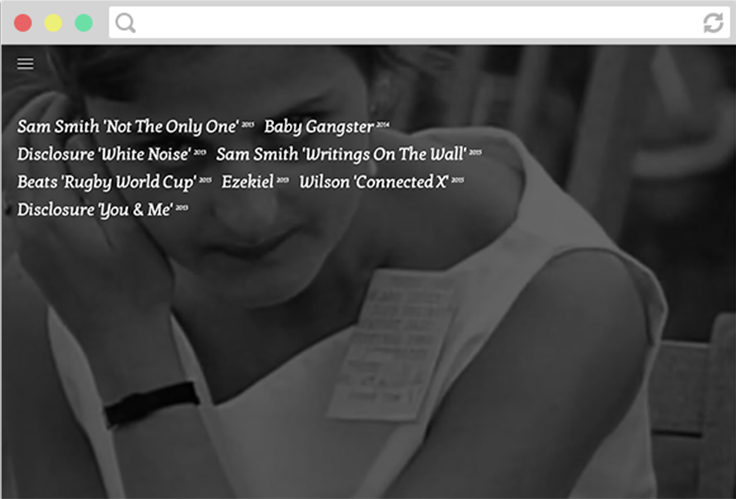 Sam Smith 'Not The Only One' 2015 Baby Gangster 2014
Disclosure 'White Noise' 2013 Sam Smith 'Writings On The Wall' 2015
Beats 'Rugby World Cup' 2015 Ezekiel 2013 Wilson 'Connected X' 2015
Disclosure 'You & Me' 2013